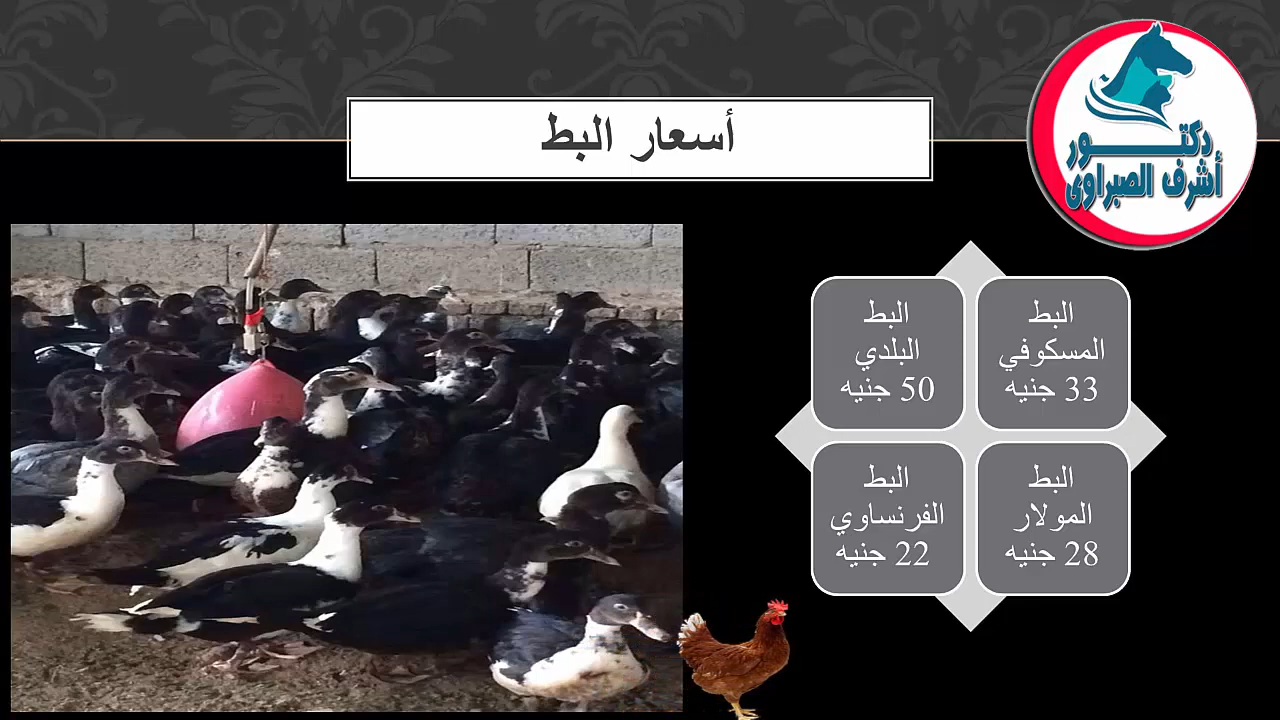 أسعار البط
دكتور
أشرف الصبراوى
البط
المسكوفي
33 جنيه
البط
البلدي
50 جنيه
البط
المولار
28 جنيه
البط
الفرنساوي
22 جنيه